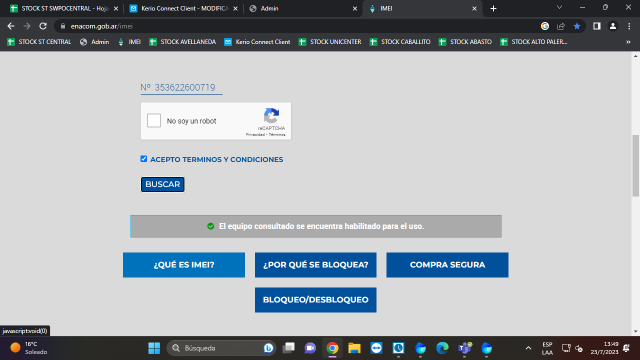 STOCK ST SWPOCENTRAL - Hoja
Kerio Connect Client - MODIFICA
Admin
IMEI
enacom.gob.ar/imei
STOCK ST CENTRAL
Admin
IMEI
STOCK AVELLANEDA
Kerio Connect Client
STOCK UNICENTER
STOCK CABALLITO
STOCK ABASTO
STOCK ALTO PALER...
»
Nº 353622600719
No soy un robot
reCAPTCHA
Privacidad - Términos
ACEPTO TERMINOS Y CONDICIONES
BUSCAR
El equipo consultado se encuentra habilitado para el uso.
¿QUÉ ES IMEI?
¿POR QUÉ SE BLOQUEA?
COMPRA SEGURA
BLOQUEO/DESBLOQUEO
javascript:void(0)
16°C
Soleado
Búsqueda
ESP
LAA
13:49
23/7/2023